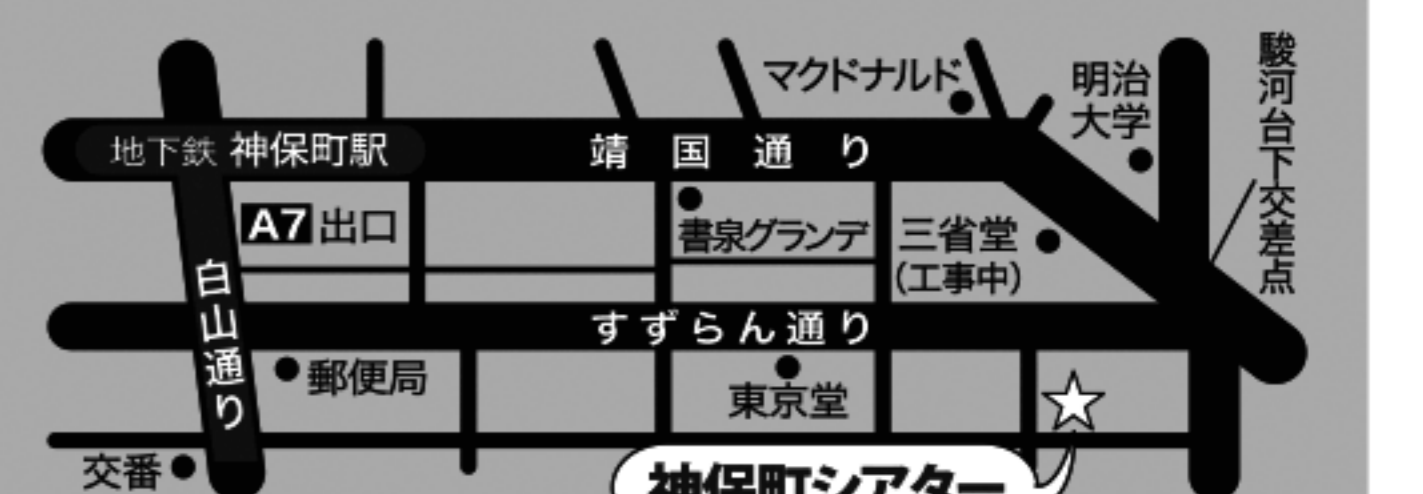 マクドナルド
明治
大学
駿河台下交差点
地下鉄 神保町駅
靖国通り
A7 出口
書泉グランデ
三省堂
(工事中)
白山通り
すずらん通り
郵便局
東京堂
交番
神保町シアター